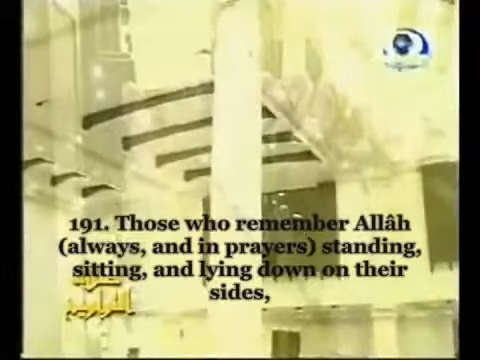 191. Those who remember Allâh
(always, and in prayers) standing,
sitting, and lying down on their
sides,